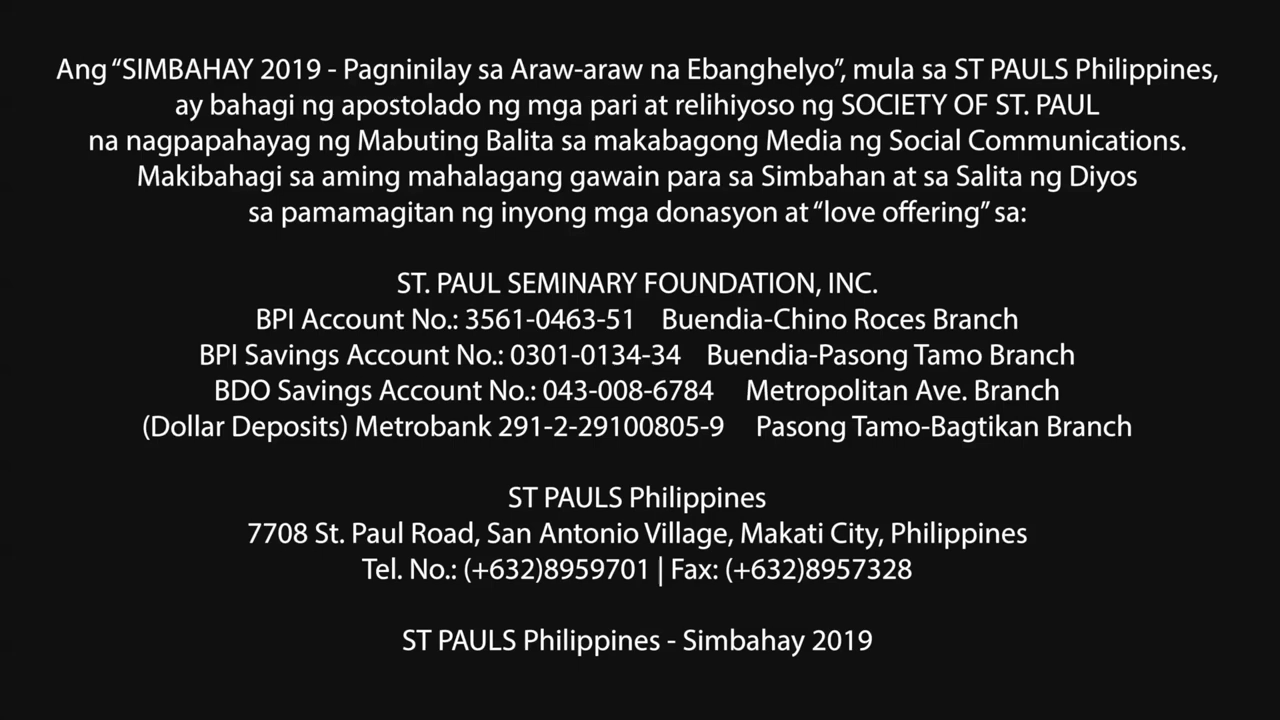 Ang “SIMBAHAY 2019 - Pagninilay sa Araw-araw na Ebanghelyo”, mula sa ST PAULS Philippines,
ay bahagi ng apostolado ng mga pari at relihiyoso ng SOCIETY OF ST. PAUL
na nagpapahayag ng Mabuting Balita sa makabagong Media ng Social Communications.
Makibahagi sa aming mahalagang gawain para sa Simbahan at sa Salita ng Diyos
sa pamamagitan ng inyong mga donasyon at “love offering” sa:
ST. PAUL SEMINARY FOUNDATION, INC.
BPI Account No.: 3561-0463-51 Buendia-Chino Roces Branch
BPI Savings Account No.: 0301-0134-34 Buendia-Pasong Tamo Branch
BDO Savings Account No.: 043-008-6784 Metropolitan Ave. Branch
(Dollar Deposits) Metrobank 291-2-29100805-9 Pasong Tamo-Bagtikan Branch
ST PAULS Philippines
7708 St. Paul Road, San Antonio Village, Makati City, Philippines
Tel. No.: (+632)8959701 | Fax: (+632)8957328
ST PAULS Philippines - Simbahay 2019